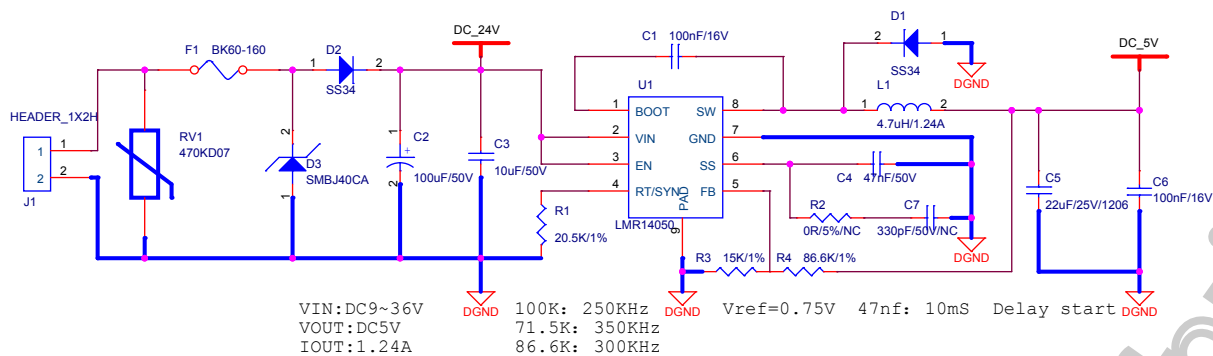 C1 100nF/16V
D1
2 1
SS34
DC_24V
DC_5V
F1 BK60-160
D2
1 2
SS34
DGND
U1
L1
1 2
4.7uH/1.24A
HEADER_1X2H
1 1
2 2
J1
RV1
470KD07
2
D3
SMBJ40CA
1
1
C2
+
100uF/50V
2
C3
10uF/50V
1 BOOT SW 8
2 VIN GND 7
3 EN SS 6
4 RT/SYN FB 5
PAD
9
LMR14050
C4
47nF/50V
R1
20.5K/1%
R2
0R/5%/NC
C7
330pF/50V/NC
DGND
C5
22uF/25V/1206
C6
100nF/16V
R3 15K/1% R4 86.6K/1%
DGND DGND DGND
VIN:DC9~36V 100K: 250KHz Vref=0.75V 47nf: 10mS Delay start
VOUT:DC5V 71.5K: 350KHz
IOUT:1.24A 86.6K: 300KHz